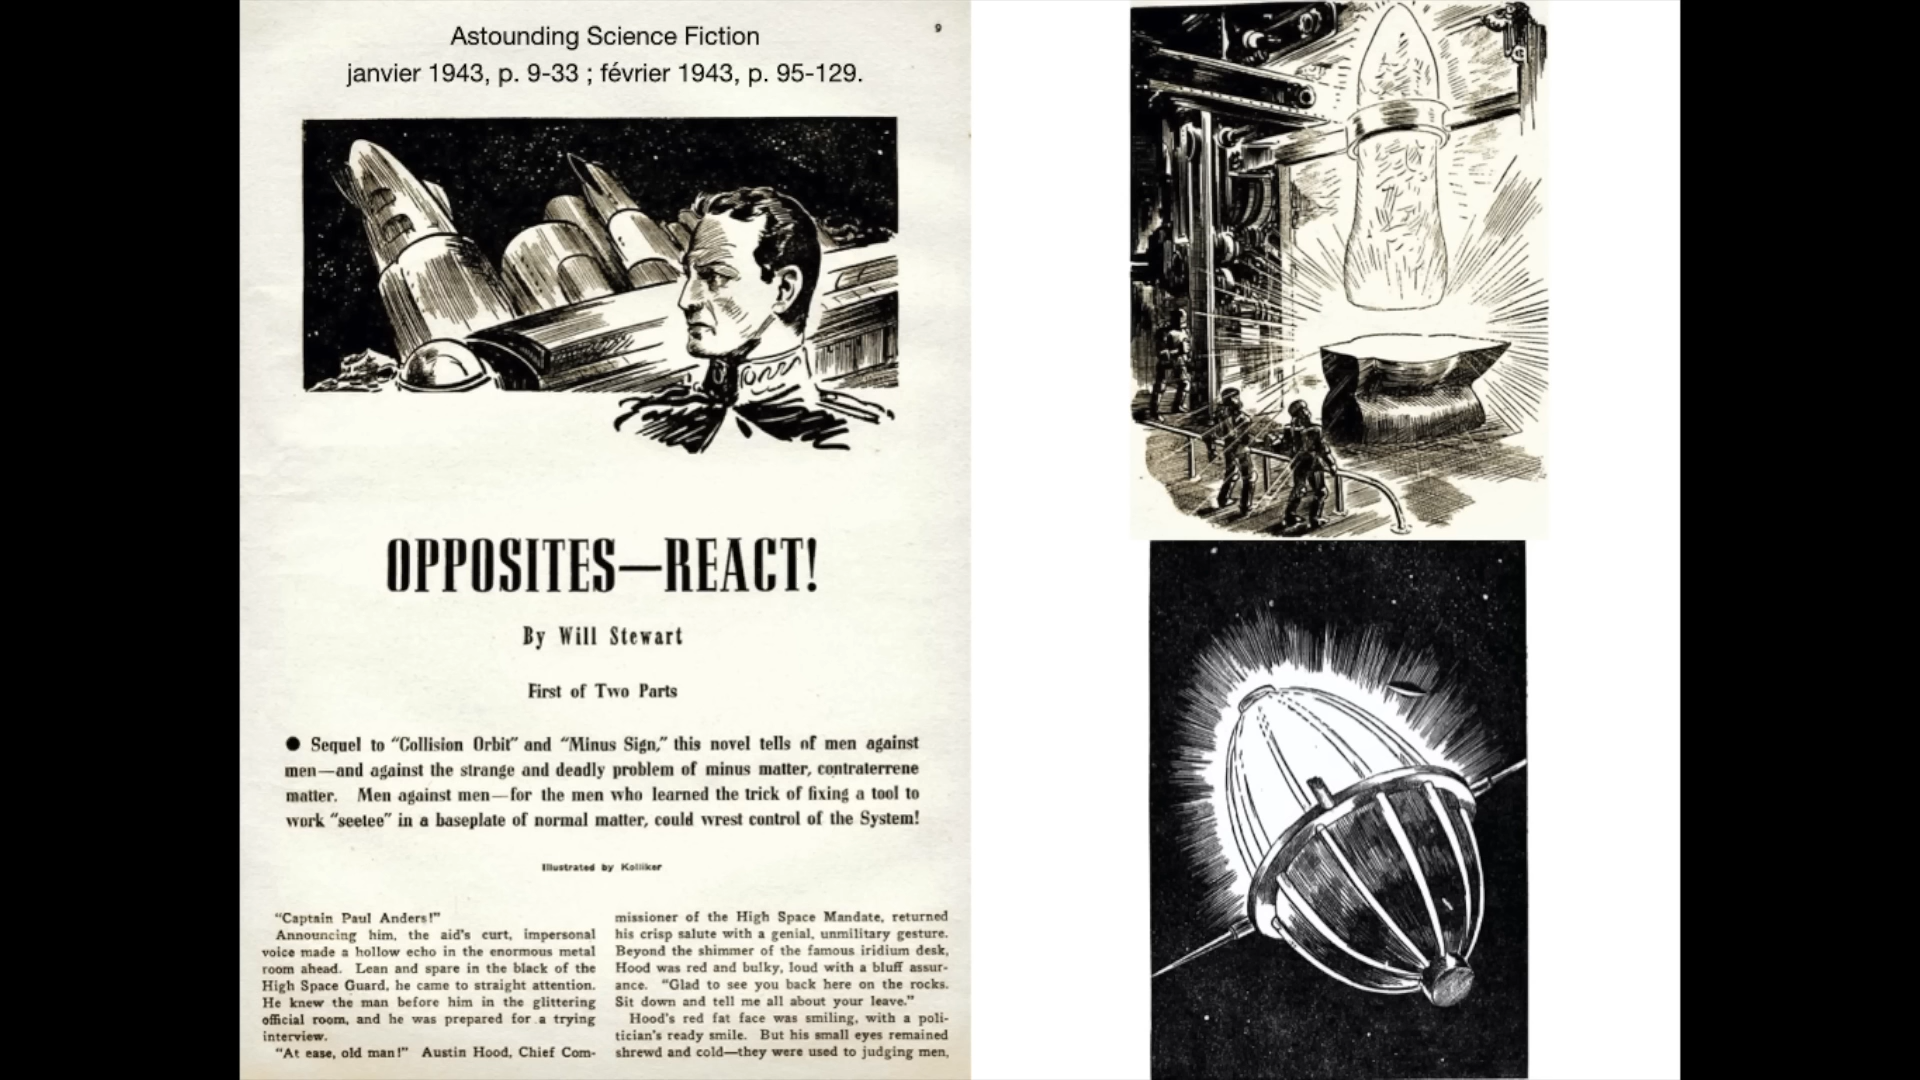 Astounding Science Fiction
9
janvier 1943, p. 9-33 ; février 1943, p. 95-129.
OPPOSITES—REACT!
By Will Stewart
First of Two Parts
● Sequel to “Collision Orbit” and “Minus Sign,” this novel tells of men against
men—and against the strange and deadly problem of minus matter, contraterrene
matter. Men against men—for the men who learned the trick of fixing a tool to
work “seetee” in a baseplate of normal matter, could wrest control of the System!
Illustrated by Kolliker
“Captain Paul Anders!”
Announcing him, the aid's curt, impersonal
voice made a hollow echo in the enormous metal
room ahead. Lean and spare in the black of the
High Space Guard, he came to straight attention.
He knew the man before him in the glittering
official room, and he was prepared for a trying
interview.
“At ease, old man!” Austin Hood, Chief Com-
missioner of the High Space Mandate, returned
his crisp salute with a genial, unmilitary gesture.
Beyond the shimmer of the famous iridium desk,
Hood was red and bulky, loud with a bluff assur-
ance. “Glad to see you back here on the rocks.
Sit down and tell me all about your leave.”
Hood's red fat face was smiling, with a poli-
tician's ready smile. But his small eyes remained
shrewd and cold—they were used to judging men,